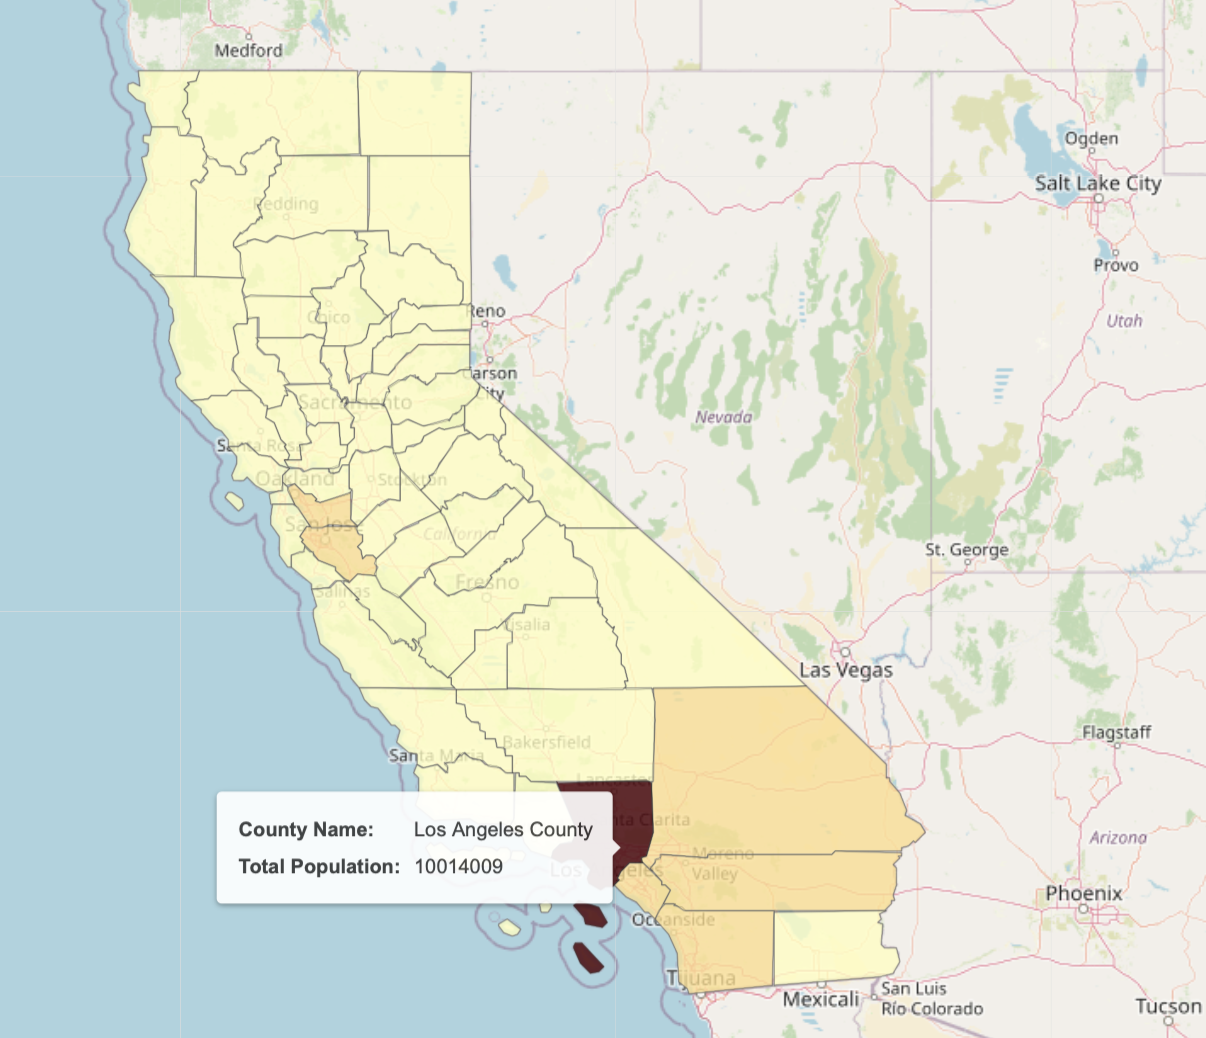 Medford
Ogden
Salt Lake City
Redding
Provo
Reno
Chico
Utah
Carson
City
Sacramento
Nevada
Santa Rosa
Oakland
Stockton
San Jose
California
St. George
Fresno
Salinas
Visalia
Las Vegas
Flagstaff
Santa Maria
Bakersfield
Lancaster
County Name: Los Angeles County
Total Population: 10014009
nta Clarita
Arizona
Moreno
Valley
Los
eles
Phoenix
Oceanside
Tijuana
Mexicali
San Luis
Río Colorado
Tucson